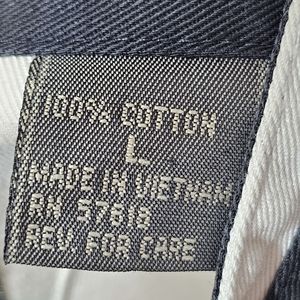 100% COTTON
L
MADE IN VIETNAM
RN 57618
REV FOR CARE